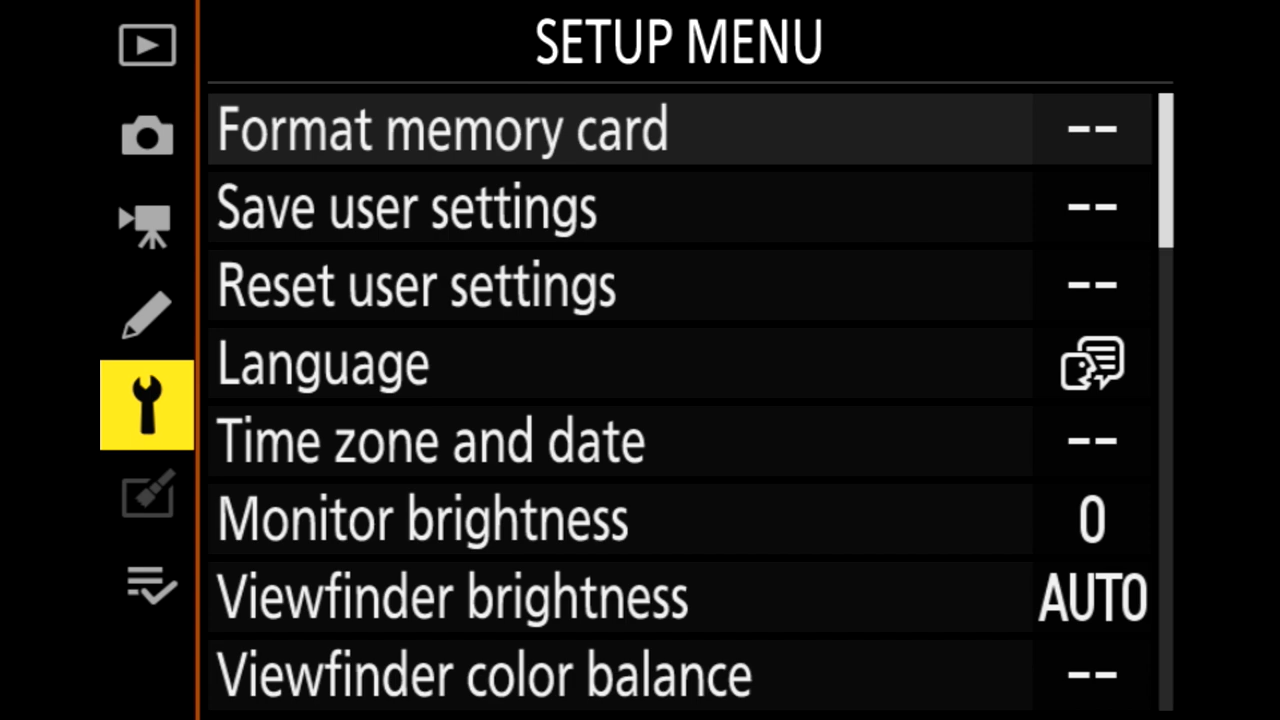 SETUP MENU
Format memory card --
Save user settings --
Reset user settings --
Language
Time zone and date --
Monitor brightness 0
Viewfinder brightness AUTO
Viewfinder color balance --